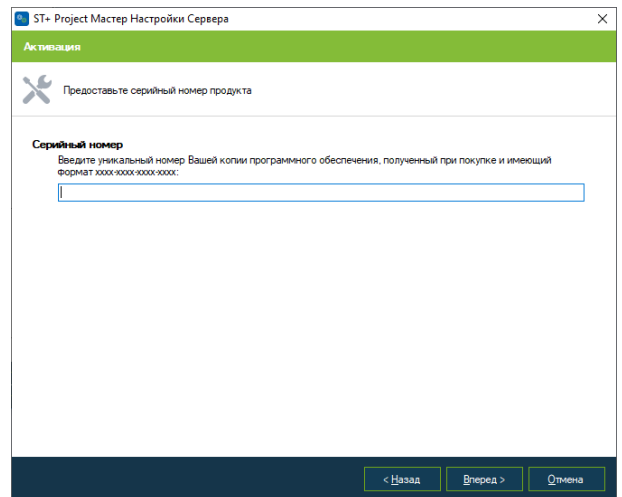 ST+ Project Мастер Настройки Сервера
Активация
Предоставьте серийный номер продукта
Серийный номер
Введите уникальный номер Вашей копии программного обеспечения, полученный при покупке и имеющий
формат xxxx-xxxx-xxxx-xxxx:
< Назад
Вперед >
Отмена